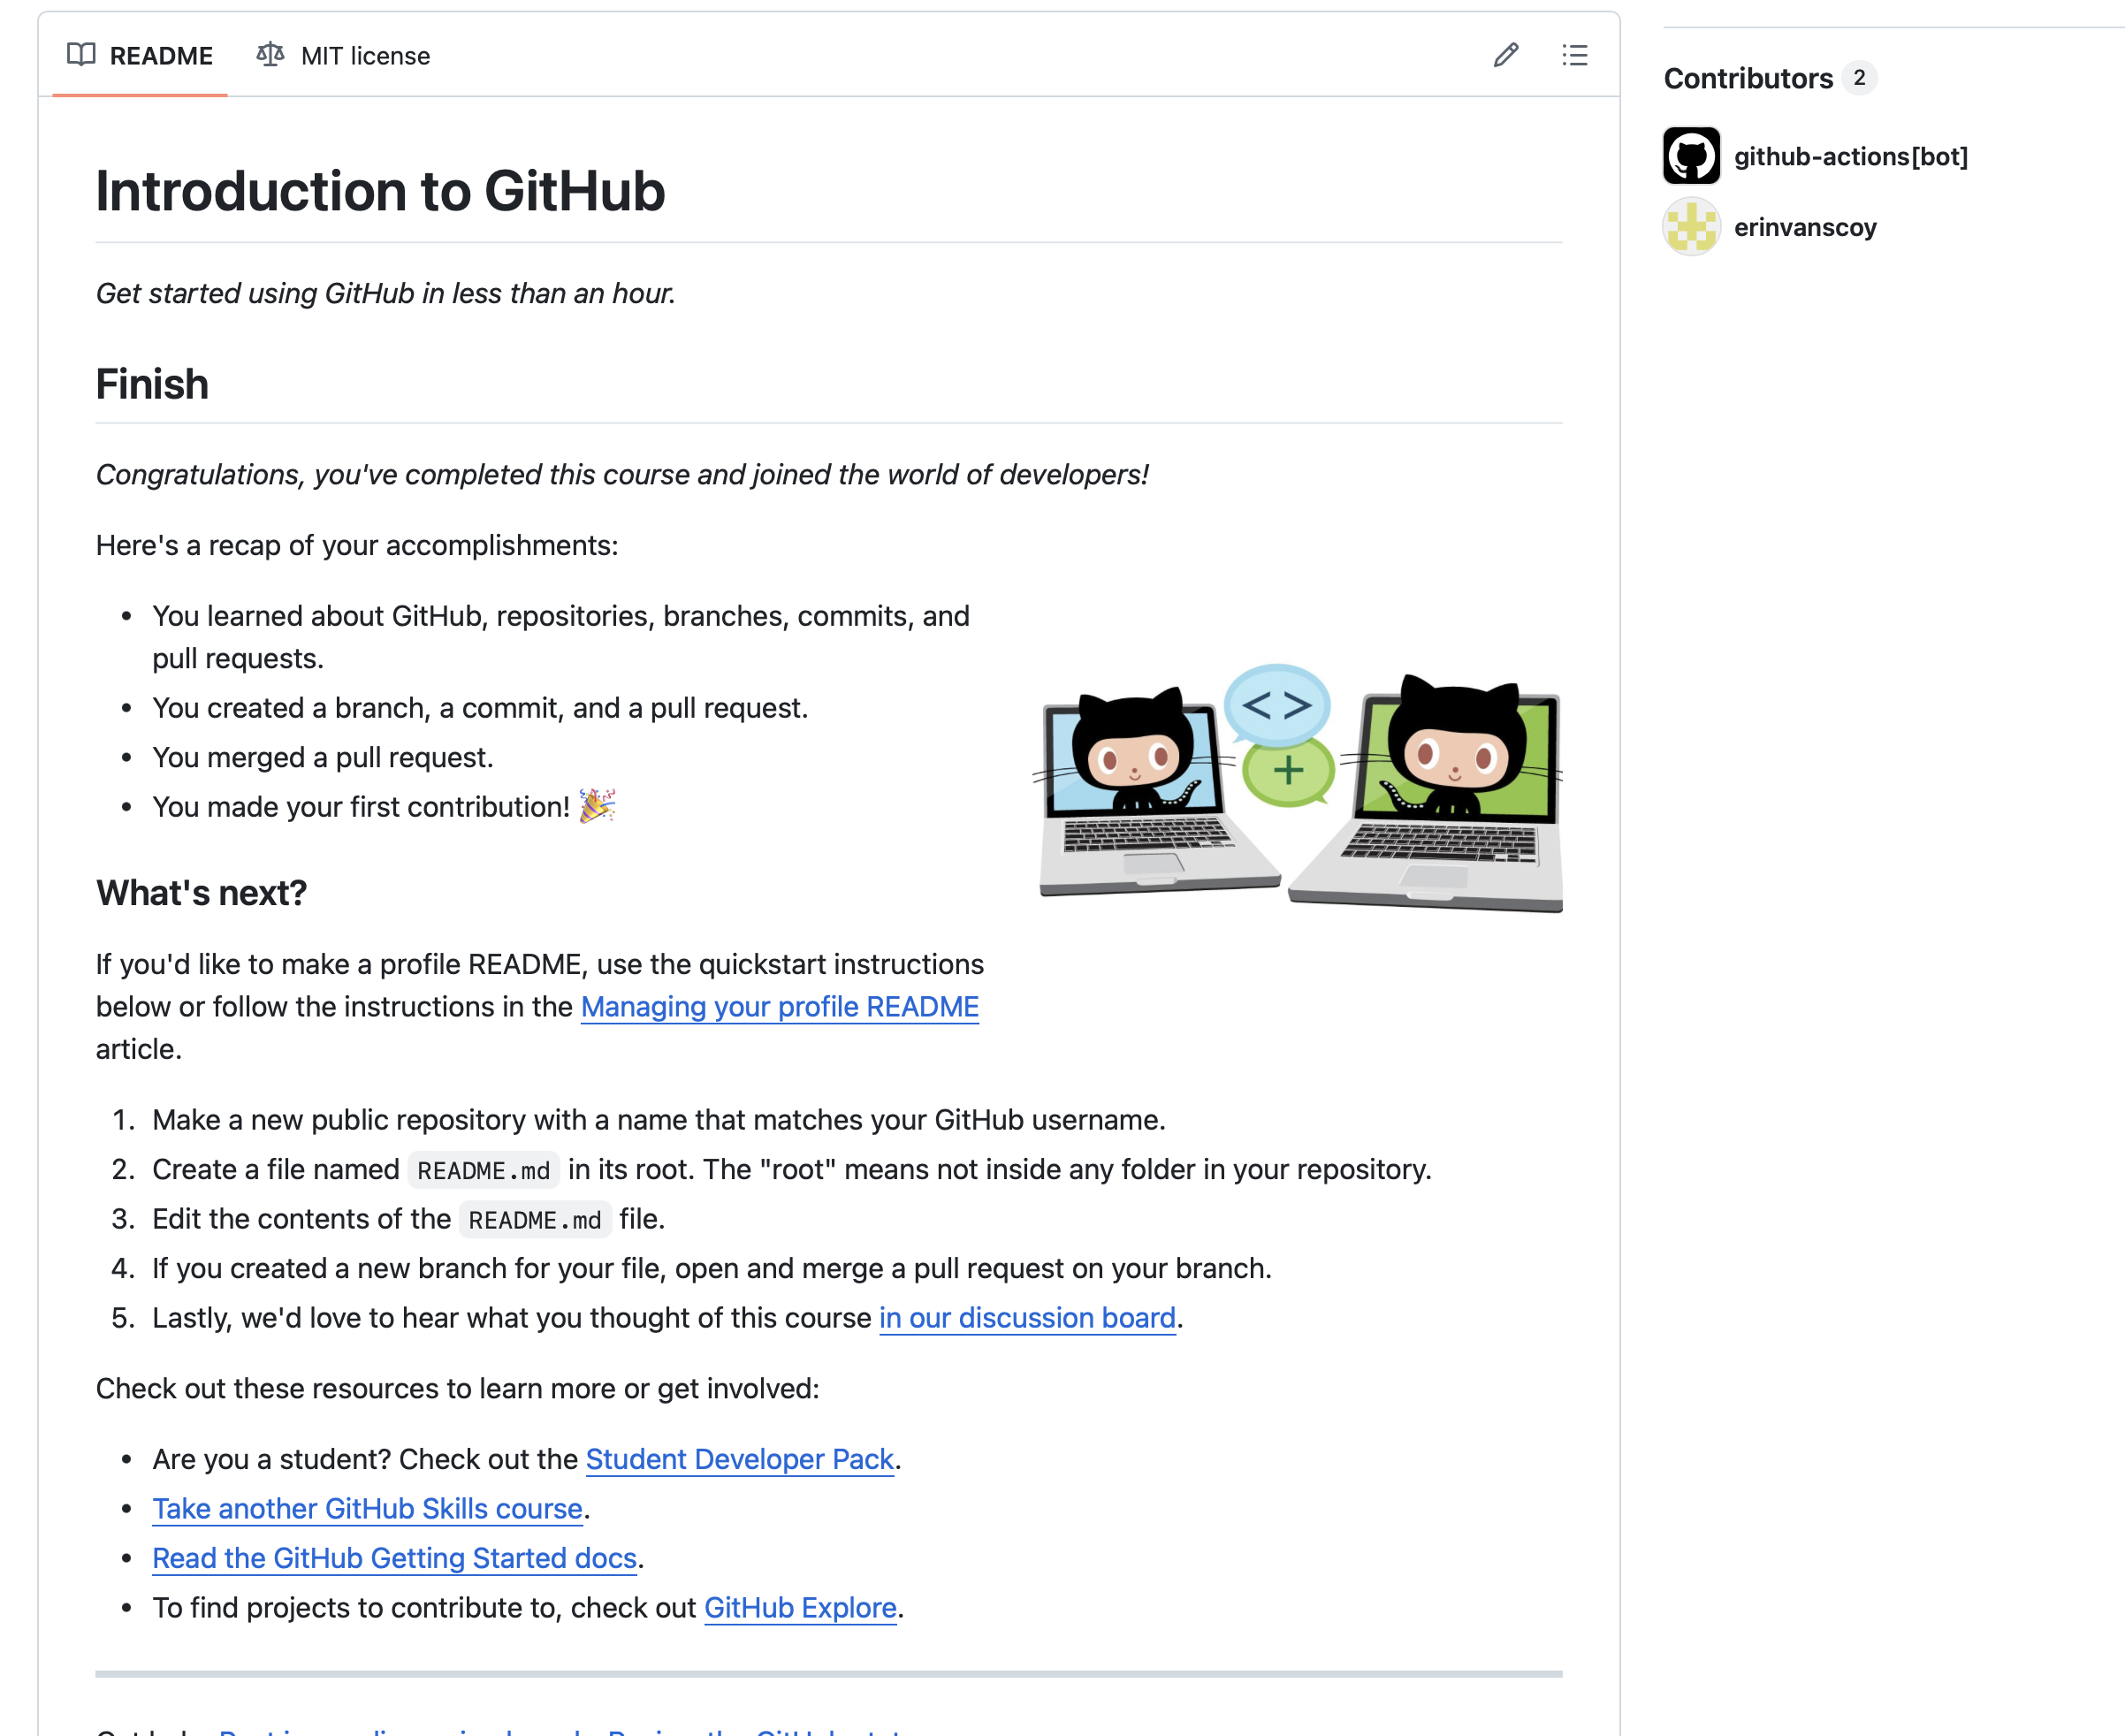 README
MIT license
Introduction to GitHub
Get started using GitHub in less than an hour.
Finish
Congratulations, you've completed this course and joined the world of developers!
Here's a recap of your accomplishments:
• You learned about GitHub, repositories, branches, commits, and
pull requests.
• You created a branch, a commit, and a pull request.
• You merged a pull request.
• You made your first contribution! 🎉
<>
+
What's next?
If you'd like to make a profile README, use the quickstart instructions
below or follow the instructions in the Managing your profile README
article.
1. Make a new public repository with a name that matches your GitHub username.
2. Create a file named README.md in its root. The "root" means not inside any folder in your repository.
3. Edit the contents of the README.md file.
4. If you created a new branch for your file, open and merge a pull request on your branch.
5. Lastly, we'd love to hear what you thought of this course in our discussion board.
Check out these resources to learn more or get involved:
• Are you a student? Check out the Student Developer Pack.
• Take another GitHub Skills course.
• Read the GitHub Getting Started docs.
• To find projects to contribute to, check out GitHub Explore.
Contributors 2
github-actions[bot]
erinvanscoy